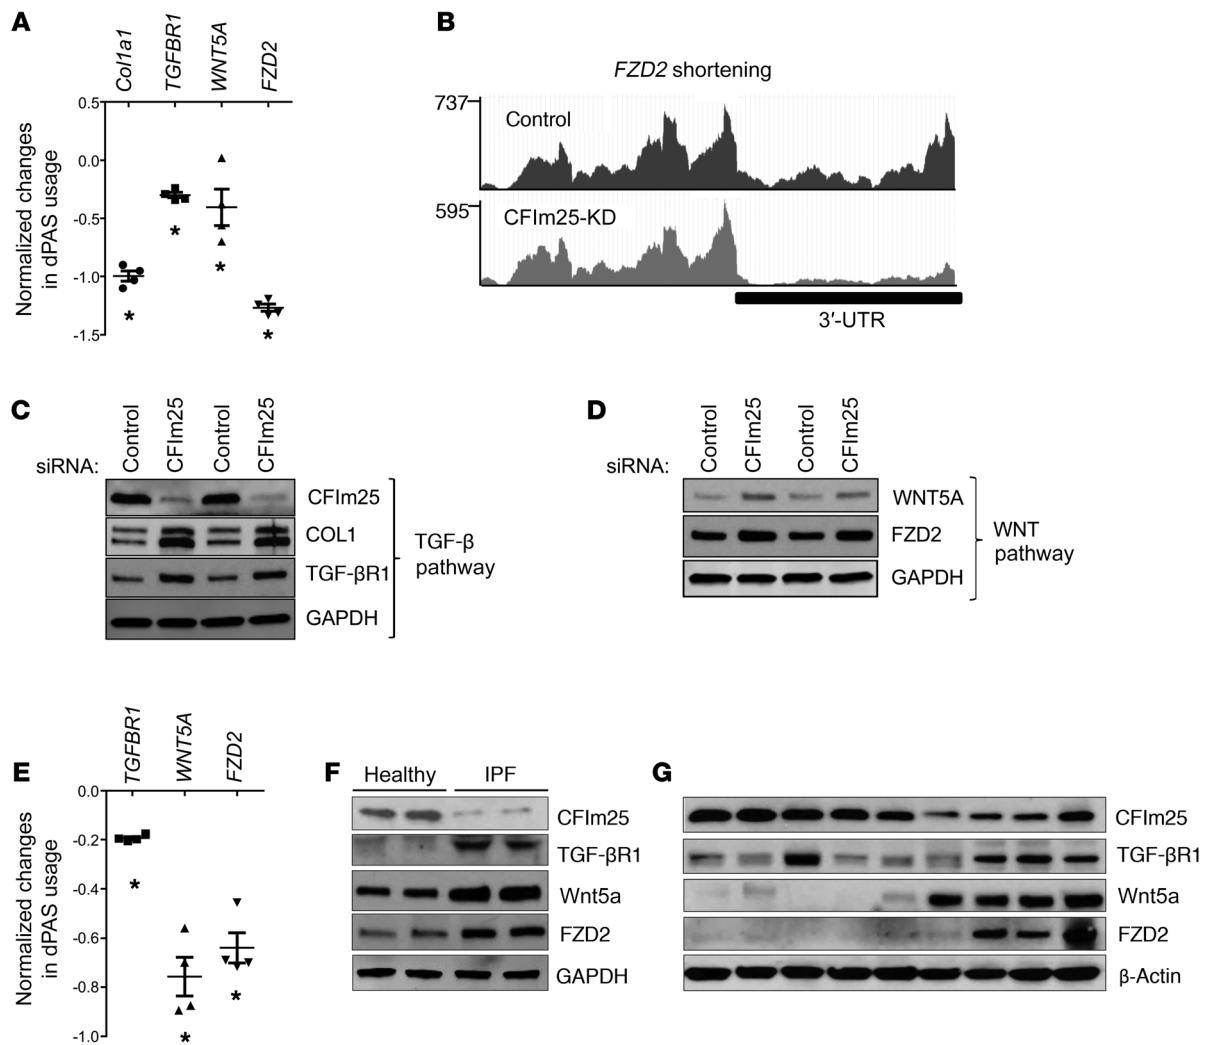 A
Col1a1
TGFBR1
WNT5A
FZD2
Normalized changes
in dPAS usage
0.5
0.0
-0.5
-1.0
-1.5
*
*
*
*
B
FZD2 shortening
737
Control
595
CFIm25-KD
3′-UTR
C
siRNA:
Control
CFIm25
Control
CFIm25
CFIm25
COL1
TGF-βR1
GAPDH
TGF-β
pathway
D
siRNA:
Control
CFIm25
Control
CFIm25
WNT5A
FZD2
GAPDH
WNT
pathway
E
TGFBR1
WNT5A
FZD2
Normalized changes
in dPAS usage
0.0
-0.2
-0.4
-0.6
-0.8
-1.0
*
*
*
F
Healthy
IPF
CFIm25
TGF-βR1
Wnt5a
FZD2
GAPDH
G
CFIm25
TGF-βR1
Wnt5a
FZD2
β-Actin